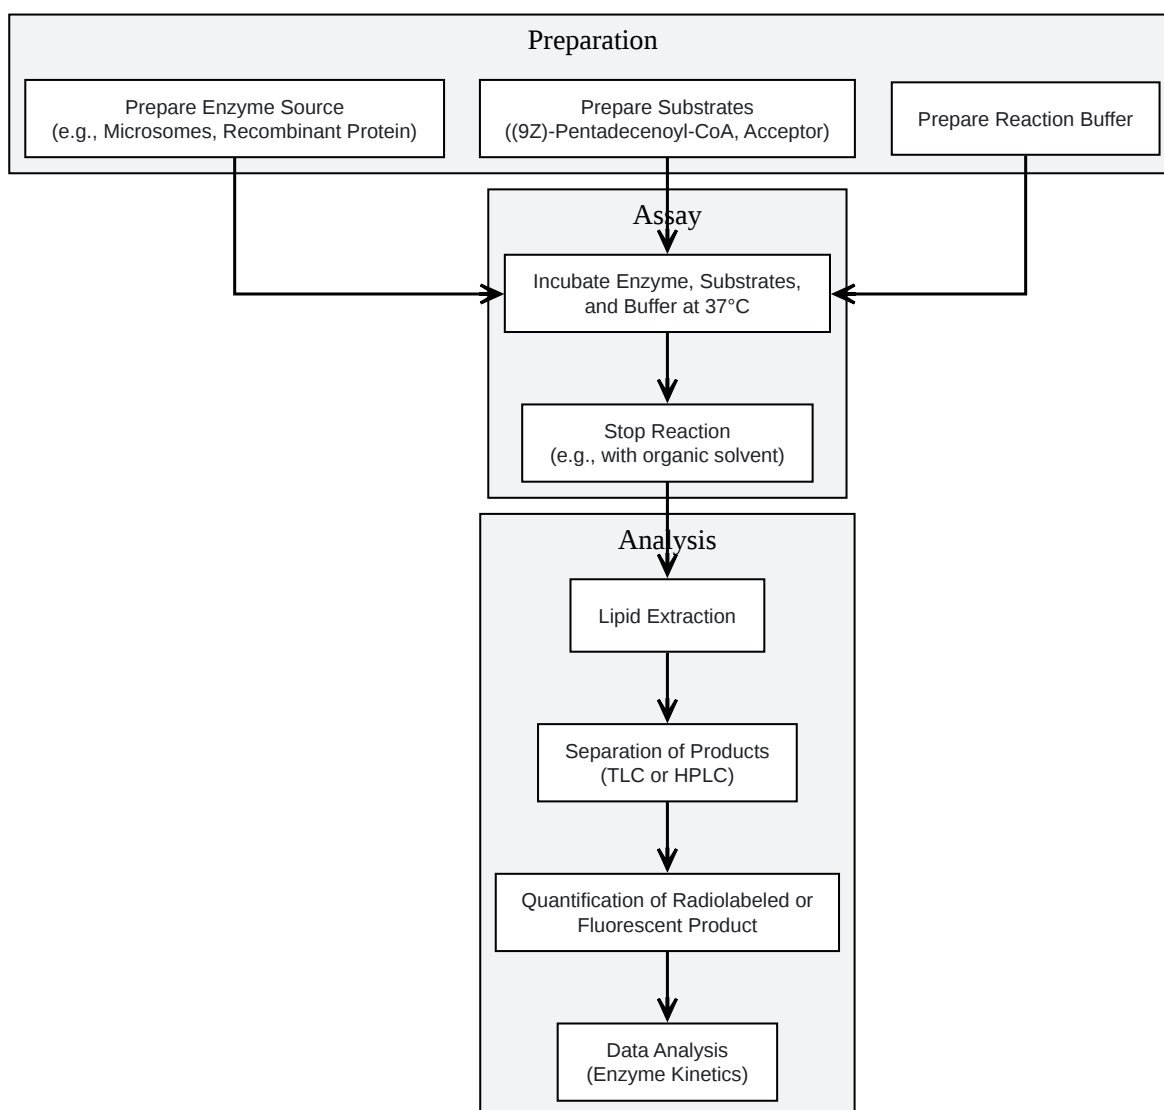 Preparation
Prepare Enzyme Source
(e.g., Microsomes, Recombinant Protein)
Prepare Substrates
((9Z)-Pentadecenoyl-CoA, Acceptor)
Prepare Reaction Buffer
Assay
Incubate Enzyme, Substrates,
and Buffer at 37°C
Stop Reaction
(e.g., with organic solvent)
Analysis
Lipid Extraction
Separation of Products
(TLC or HPLC)
Quantification of Radiolabeled or
Fluorescent Product
Data Analysis
(Enzyme Kinetics)